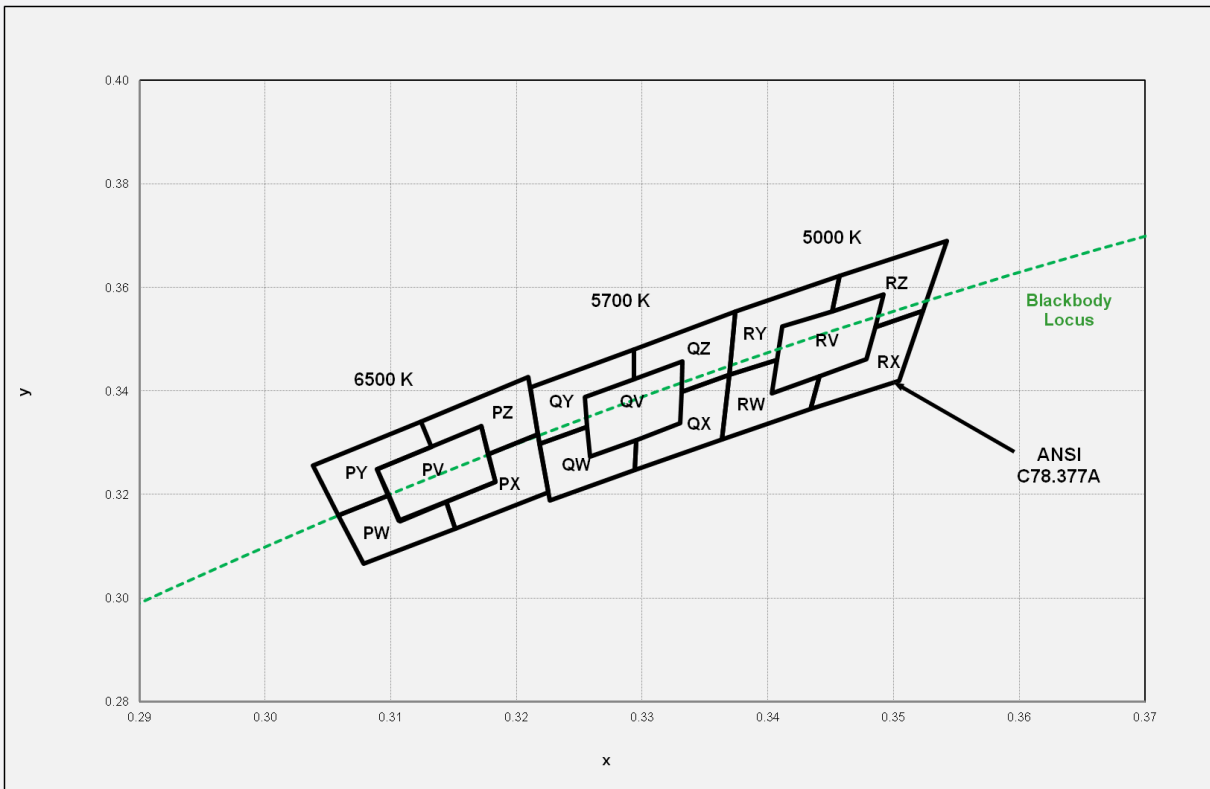 0.40
0.38
0.36
0.34
0.32
0.30
0.28
y
0.29
0.30
0.31
0.32
0.33
0.34
0.35
0.36
0.37
x
6500 K
5700 K
5000 K
PY
PV
PZ
PW
PX
QY
QV
QZ
QW
QX
RY
RV
RZ
RW
RX
Blackbody
Locus
ANSI
C78.377A